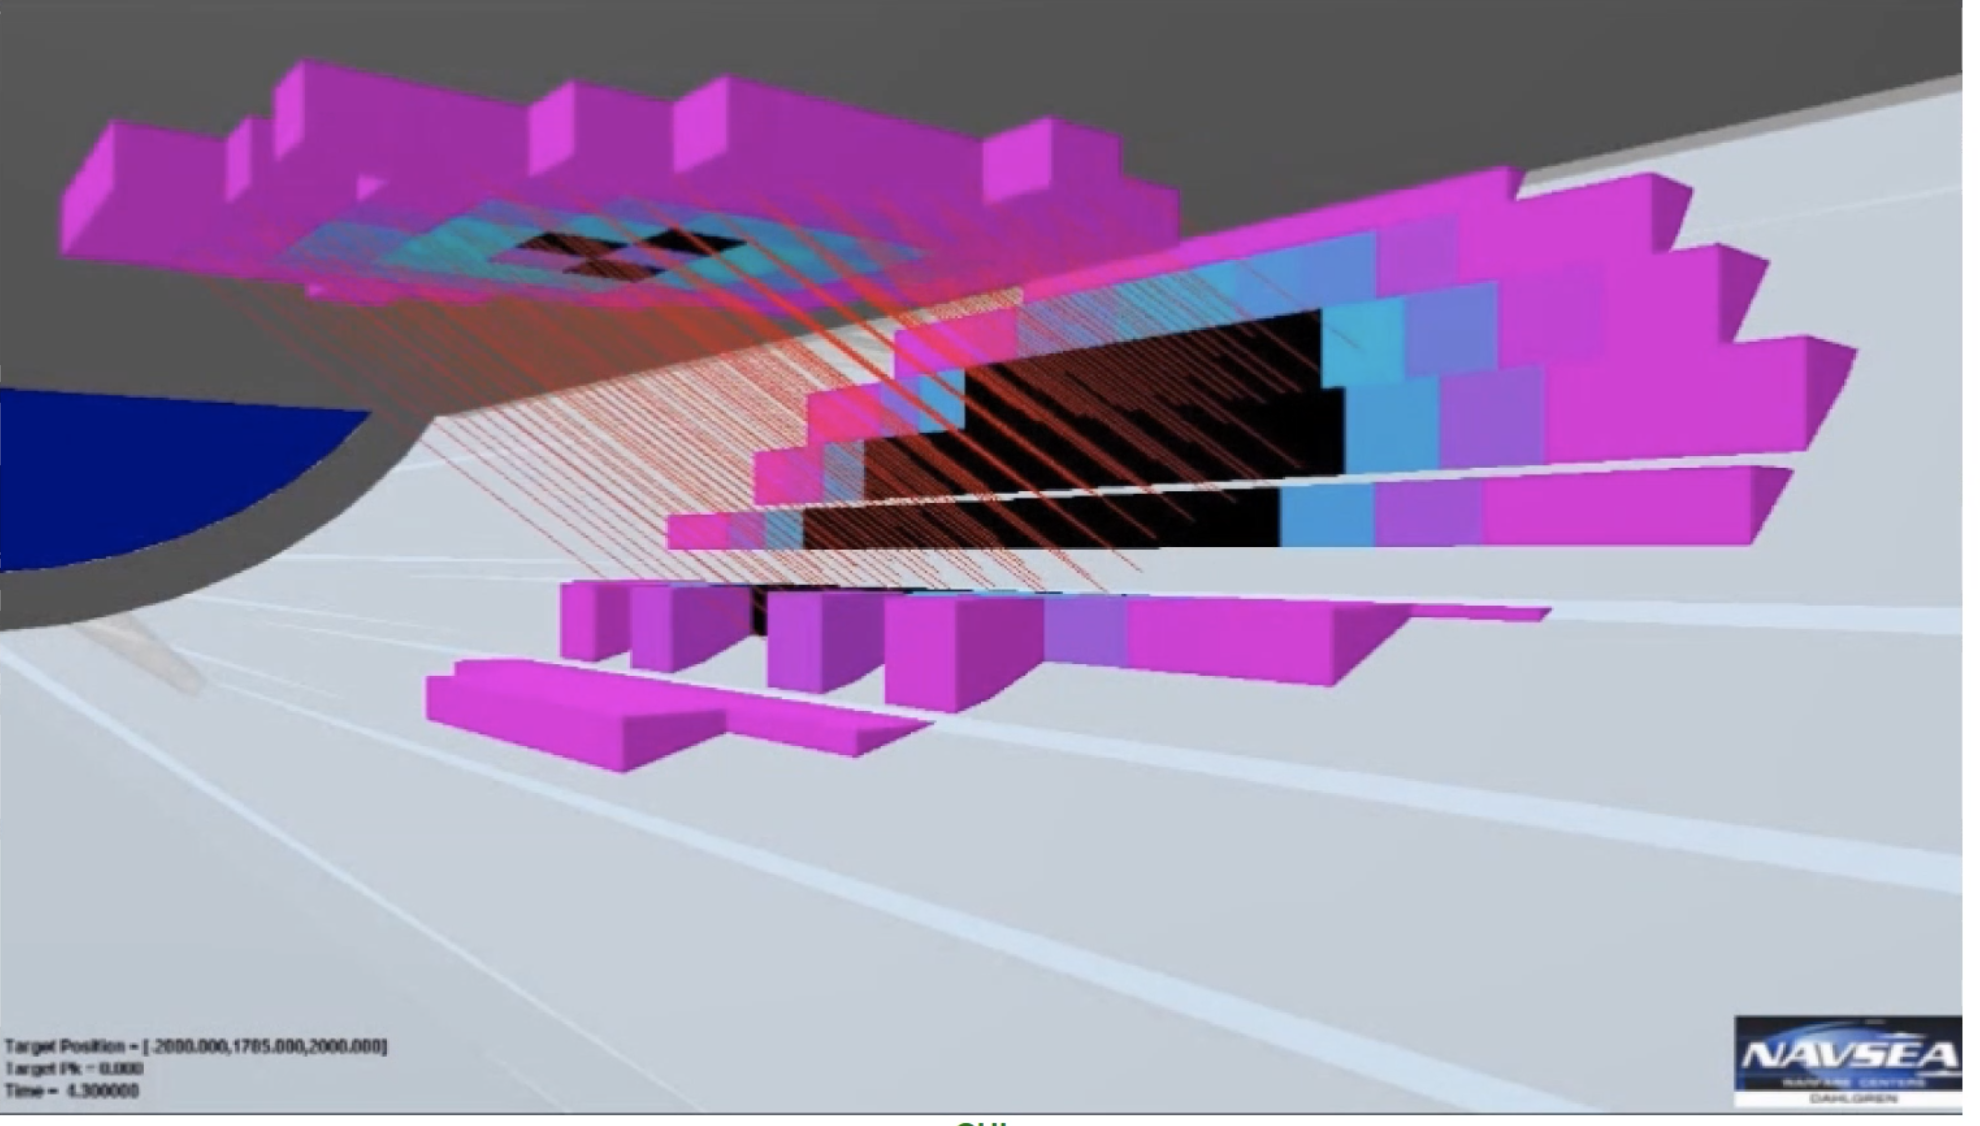 Target Position = [-2000.000,1785.000,2000.000]
Target Pk = 0.000
Time = 4.300000
NAVSEA
WARFARE CENTERS
DAHLGREN